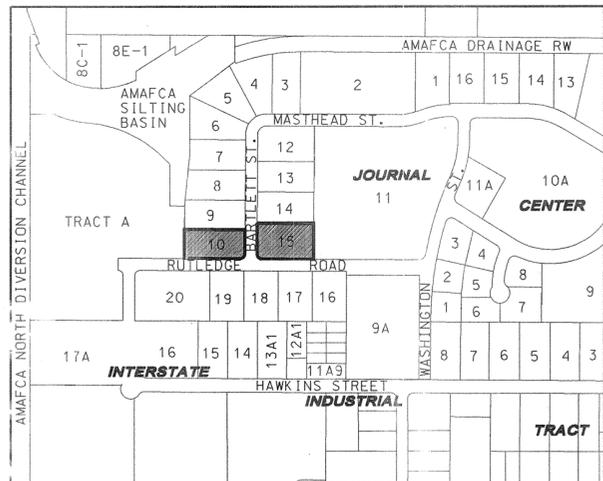 AMAFCA DRAINAGE RW
8C-1
8E-1
AMAFCA
SILTING
BASIN
5
4
3
2
1
16
15
14
13
MASTHEAD ST.
6
7
8
9
10
BARTLETT ST.
12
13
14
15
JOURNAL
11
ST.
11A
10A
CENTER
TRACT A
AMAFCA NORTH DIVERSION CHANNEL
RUTLEDGE ROAD
3
4
2
5
1
6
8
7
9
20
19
18
17
16
9A
WASHINGTON
17A
16
15
14
13A1
12A1
11A9
8
7
6
5
4
3
INTERSTATE
HAWKINS STREET
INDUSTRIAL
TRACT